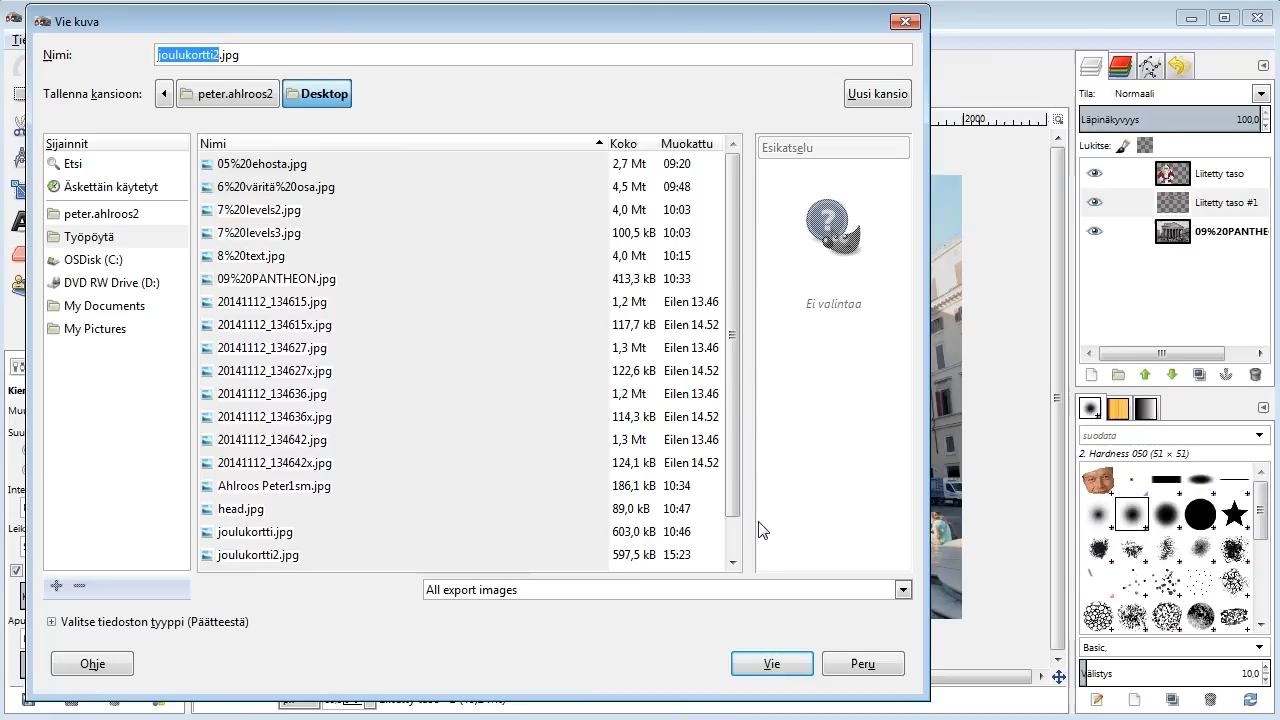 Vie kuva
Nimi:
joulukortti2.jpg
Tallenna kansioon:
peter.ahlroos2
Desktop
Uusi kansio
Sijainnit
Etsi
Äskettäin käytetyt
peter.ahlroos2
Työpöytä
OSDisk (C:)
DVD RW Drive (D:)
My Documents
My Pictures
Nimi Koko Muokattu
05%20ehosta.jpg 2,7 Mt 09:20
6%20väritä%20osa.jpg 4,5 Mt 09:48
7%20levels2.jpg 4,0 Mt 10:03
7%20levels3.jpg 100,5 kB 10:03
8%20text.jpg 4,0 Mt 10:15
09%20PANTHEON.jpg 413,3 kB 10:33
20141112_134615.jpg 1,2 Mt Eilen 13.46
20141112_134615x.jpg 117,7 kB Eilen 14.52
20141112_134627.jpg 1,3 Mt Eilen 13.46
20141112_134627x.jpg 122,6 kB Eilen 14.52
20141112_134636.jpg 1,2 Mt Eilen 13.46
20141112_134636x.jpg 114,3 kB Eilen 14.52
20141112_134642.jpg 1,3 Mt Eilen 13.46
20141112_134642x.jpg 124,1 kB Eilen 14.52
Ahlroos Peter1sm.jpg 186,1 kB 10:34
head.jpg 89,0 kB 10:47
joulukortti.jpg 603,0 kB 10:46
joulukortti2.jpg 597,5 kB 15:23
Esikatselu
Ei valintaa
All export images
Valitse tiedoston tyyppi (Päätteestä)
Ohje
Vie
Peru
2000
Tila: Normaali
Läpinäkyvyys 100,0
Lukitse:
Liitetty taso
Liitetty taso #1
09%20PANTHE
suodata
2. Hardness 050 (51 × 51)
Basic,
Välistys 10,0